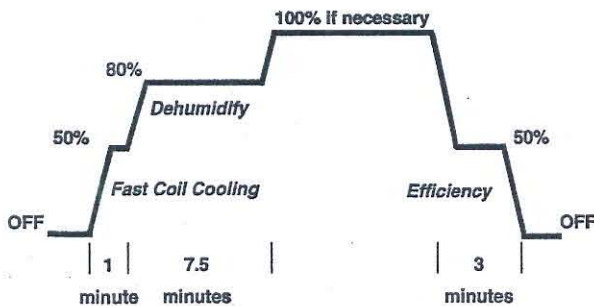 100% if necessary
80%
Dehumidify
50%
50%
Fast Coil Cooling
Efficiency
OFF
OFF
1
7.5
3
minute
minutes
minutes